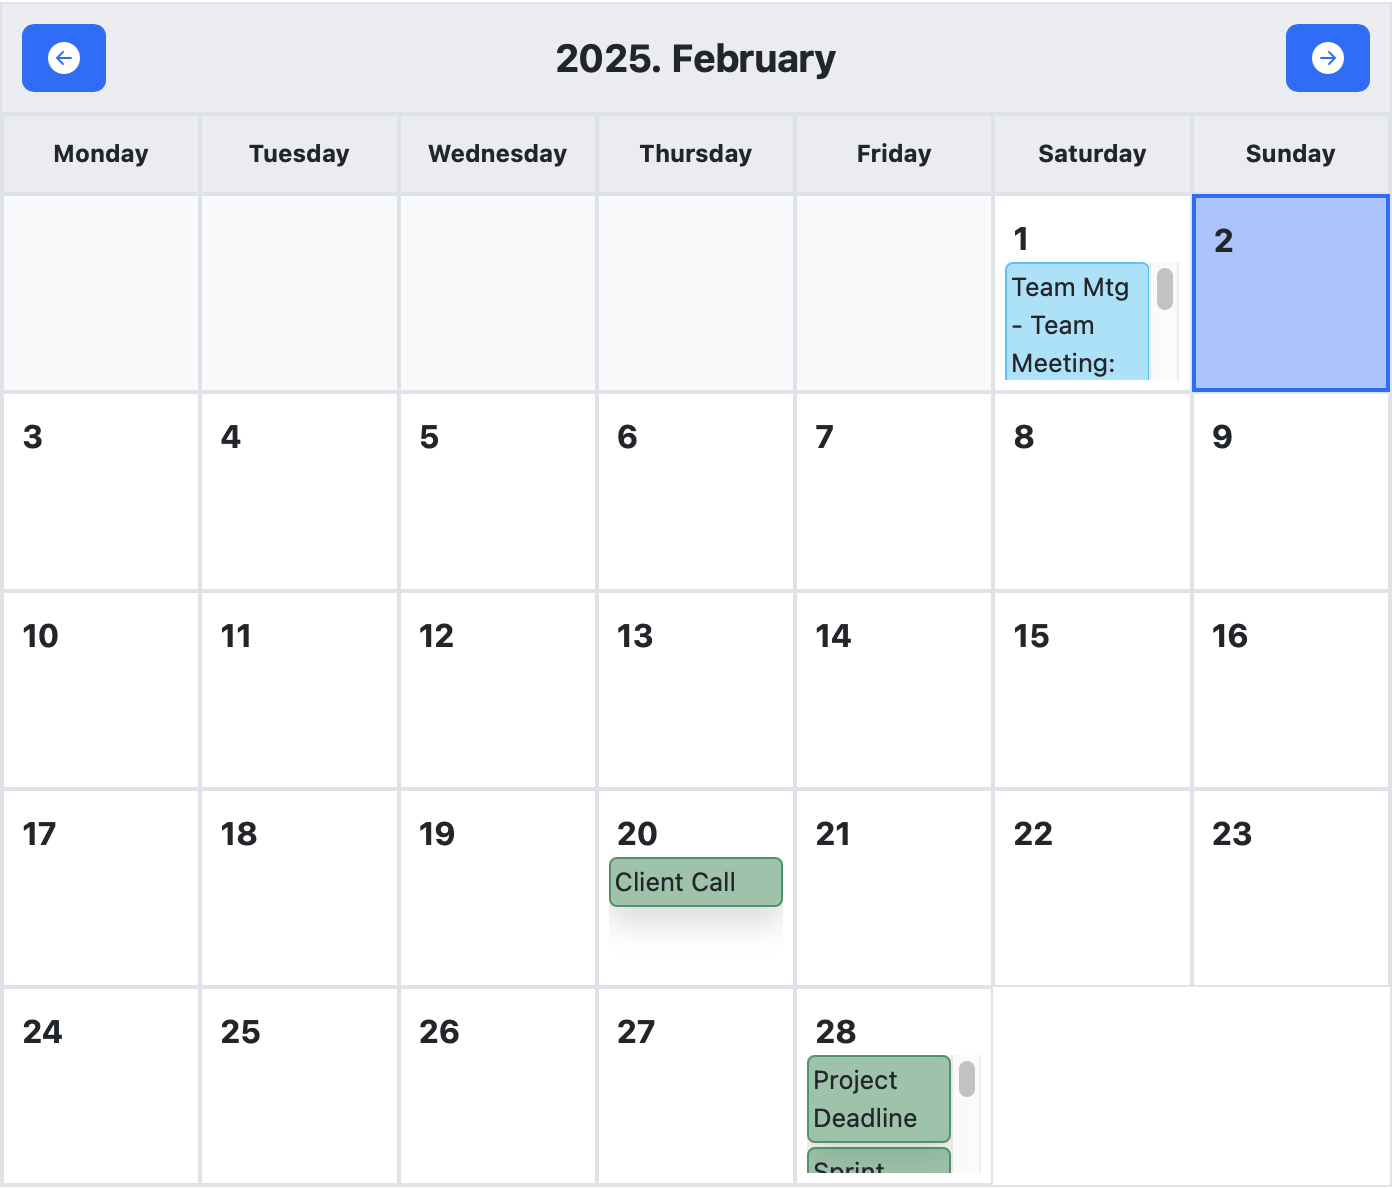 2025. February
Monday Tuesday Wednesday Thursday Friday Saturday Sunday
1 2
Team Mtg
- Team
Meeting:
3 4 5 6 7 8 9
10 11 12 13 14 15 16
17 18 19 20 21 22 23
Client Call
24 25 26 27 28
Project
Deadline
Sprint